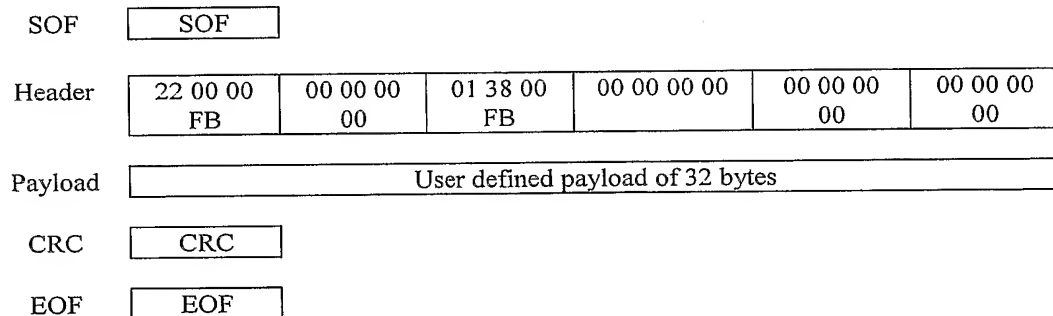 SOF SOF
Header 22 00 00 00 00 00 01 38 00 00 00 00 00 00 00 00 00 00 00
FB 00 FB 00 00
Payload User defined payload of 32 bytes
CRC CRC
EOF EOF